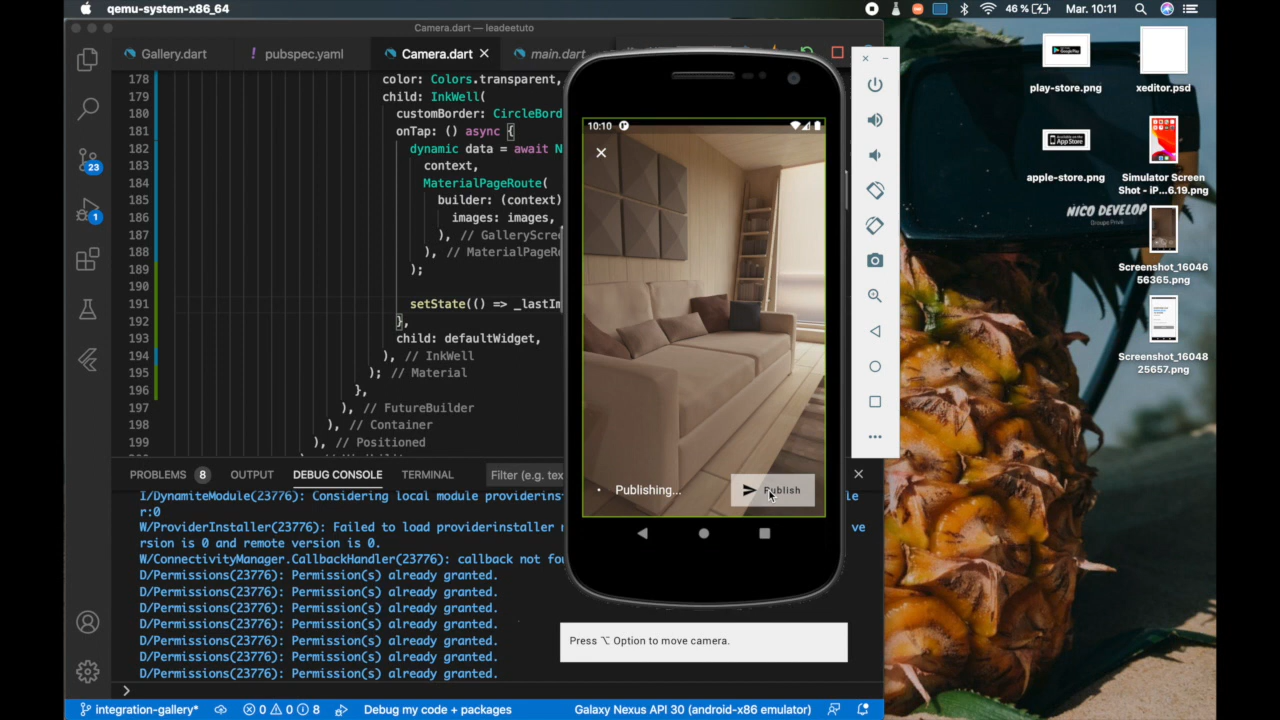 qemu-system-x86_64
46 %
Mar. 10:11
Camera.dart — leadeetuto
Gallery.dart
! pubspec.yaml
Camera.dart
main.dart
178 color: Colors.transparent,
179 child: InkWell(
180 customBorder: CircleBord
181 onTap: () async {
182 dynamic data = await N
183 context,
184 MaterialPageRoute(
185 builder: (context)
186 images: images,
187 ), // GalleryScre
188 ), // MaterialPageR
189 );
190
191 setState(() => _lastIm
192 },
193 child: defaultWidget,
194 ), // InkWell
195 ); // Material
196 },
197 ), // FutureBuilder
198 ), // Container
199 ), // Positioned
23
1
PROBLEMS 8 OUTPUT DEBUG CONSOLE TERMINAL Filter (e.g. tex
I/DynamiteModule(23776): Considering local module providerins
le
r:0
W/ProviderInstaller(23776): Failed to load providerinstaller
ve
rsion is 0 and remote version is 0.
W/ConnectivityManager.CallbackHandler(23776): callback not fou
D/Permissions(23776): Permission(s) already granted.
D/Permissions(23776): Permission(s) already granted.
D/Permissions(23776): Permission(s) already granted.
D/Permissions(23776): Permission(s) already granted.
D/Permissions(23776): Permission(s) already granted.
D/Permissions(23776): Permission(s) already granted.
D/Permissions(23776): Permission(s) already granted.
integration-gallery*
0 0 8
Debug my code + packages
Galaxy Nexus API 30 (android-x86 emulator)
10:10
Publishing...
Publish
Press ⌥ Option to move camera.
play-store.png
xeditor.psd
apple-store.png
Simulator Screen
Shot - iP...6.19.png
NICO DEVELOP
Groupe Privé
Screenshot_16046
56365.png
Screenshot_16048
25657.png